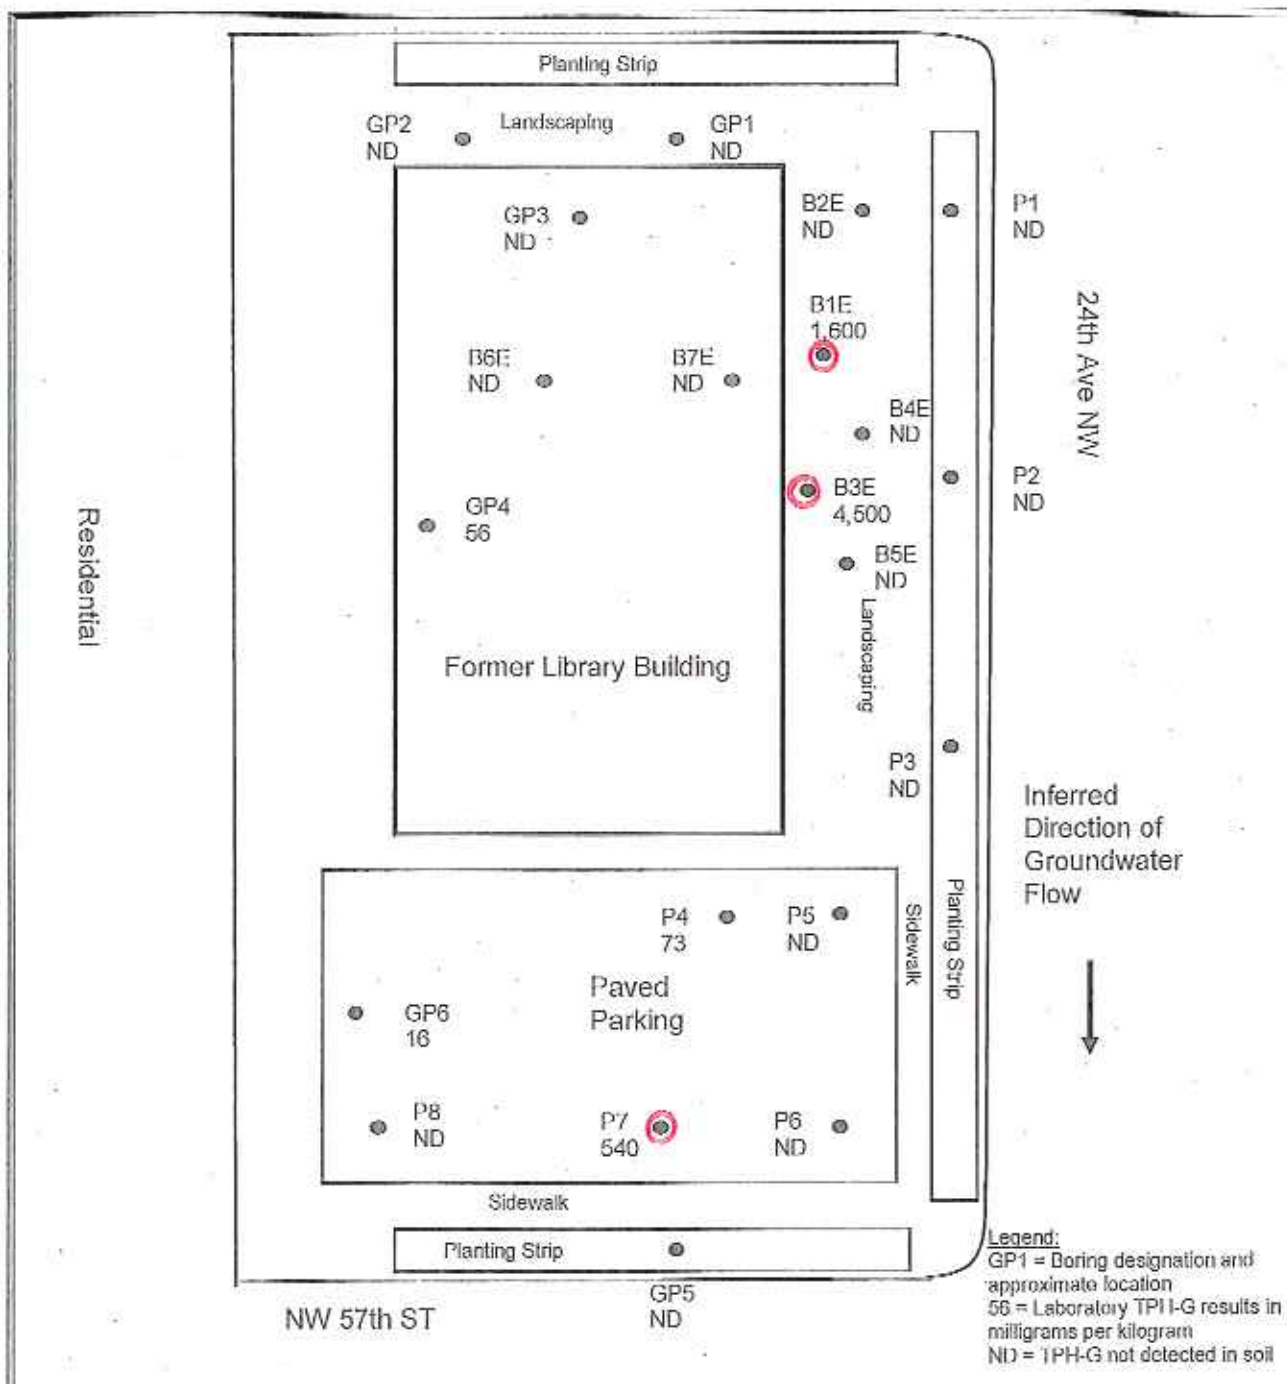 Planting Strip
GP2
ND
Landscaping
GP1
ND
GP3
ND
B2E
ND
P1
ND
B1E
1,600
24th Ave NW
B6E
ND
B7E
ND
B4E
ND
P2
ND
B3E
4,500
GP4
56
Residential
B5E
ND
Landscaping
Former Library Building
P3
ND
Inferred
Direction of
Groundwater
Flow
Planting Strip
Sidewalk
P4
73
P5
ND
Paved
Parking
GP6
16
P8
ND
P7
540
P6
ND
Sidewalk
Planting Strip
GP5
ND
NW 57th ST
Legend:
GP1 = Boring designation and
approximate location
56 = Laboratory TPH-G results in
milligrams per kilogram
ND = TPH-G not detected in soil